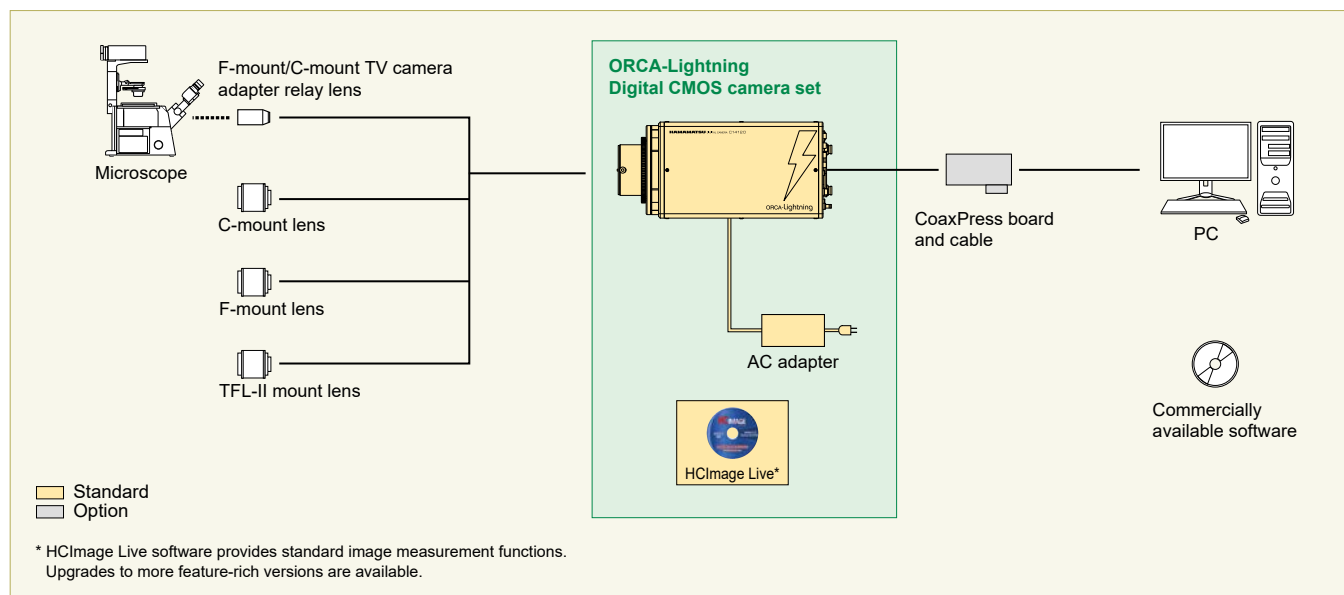 F-mount/C-mount TV camera
adapter relay lens
Microscope
C-mount lens
F-mount lens
TFL-II mount lens
ORCA-Lightning
Digital CMOS camera set
HAMAMATSU
ORCA-Lightning
AC adapter
HCImage Live*
CoaxPress board
and cable
PC
Commercially
available software
Standard
Option
* HCImage Live software provides standard image measurement functions.
Upgrades to more feature-rich versions are available.